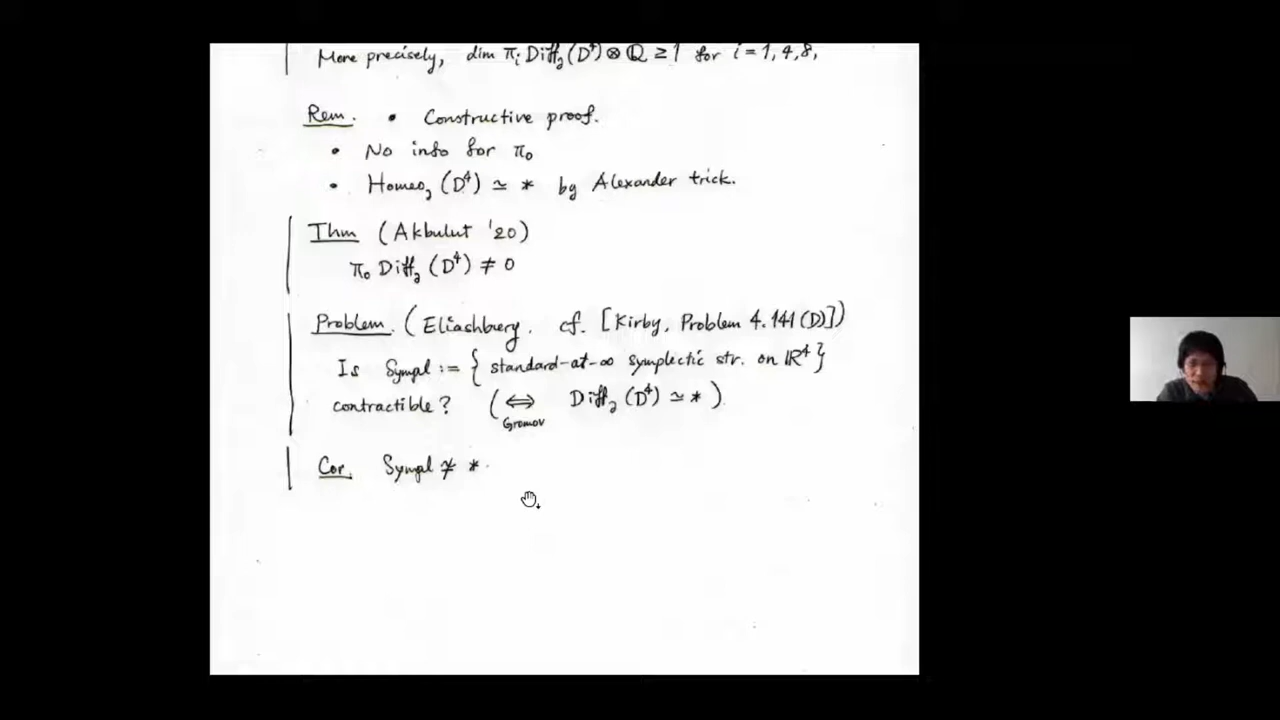 More precisely, dim π_i Diff_∂(D⁴)⊗ℚ ≥ 1 for i = 1, 4, 8,
Rem. • Constructive proof.
• No info for π₀
• Homeo_∂(D⁴) ≃ * by Alexander trick.
Thm (Akbulut '20)
π₀ Diff_∂(D⁴) ≠ 0
Problem. (Eliashberg. cf. [Kirby, Problem 4.141(D)])
Is Sympl := { standard-at-∞ symplectic str. on ℝ⁴ }
contractible? ( ⟺ Diff_∂(D⁴) ≃ * )
Gromov
Cor. Sympl ≄ *.